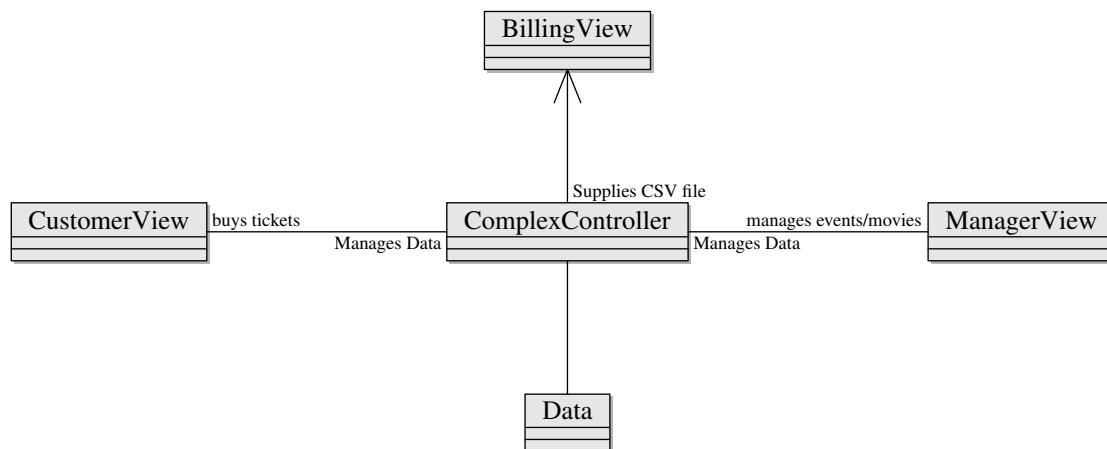 BillingView
Supplies CSV file
CustomerView
buys tickets
Manages Data
ComplexController
manages events/movies
Manages Data
ManagerView
Data